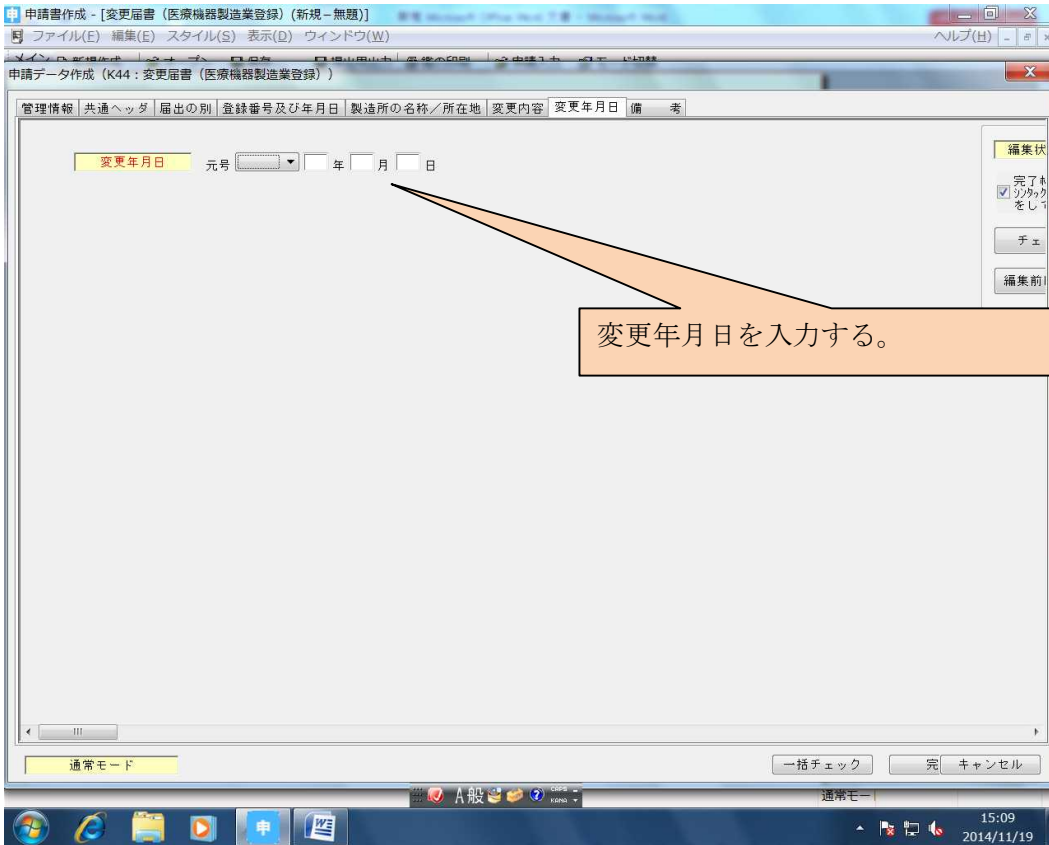 申請書作成 - [変更届書（医療機器製造業登録）(新規－無題)]
ファイル(F) 編集(E) スタイル(S) 表示(D) ウィンドウ(W) ヘルプ(H)
申請データ作成（K44：変更届書（医療機器製造業登録））
管理情報 共通ヘッダ 届出の別 登録番号及び年月日 製造所の名称／所在地 変更内容 変更年月日 備　考
変更年月日 元号 年 月 日
編集状
完了
をし
チェ
編集前
変更年月日を入力する。
通常モード 一括チェック 完 キャンセル
A般 CAPS KANA 通常モー
15:09
2014/11/19